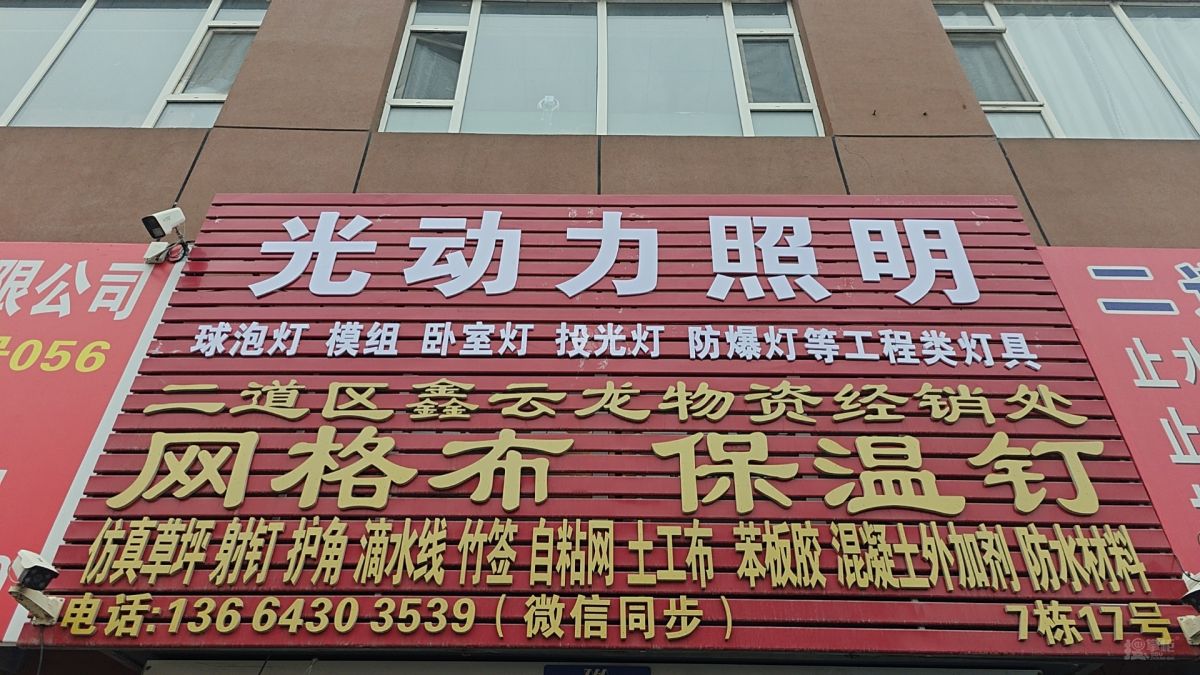 光动力照明
球泡灯 模组 卧室灯 投光灯 防爆灯等工程类灯具
二道区鑫云龙物资经销处
网格布 保温钉
仿真草坪 射钉 护角 滴水线 竹签 自粘网 土工布 苯板胶 混凝土外加剂 防水材料
电话:136 6430 3539(微信同步)
7栋17号
限公司
056
二
止水
止